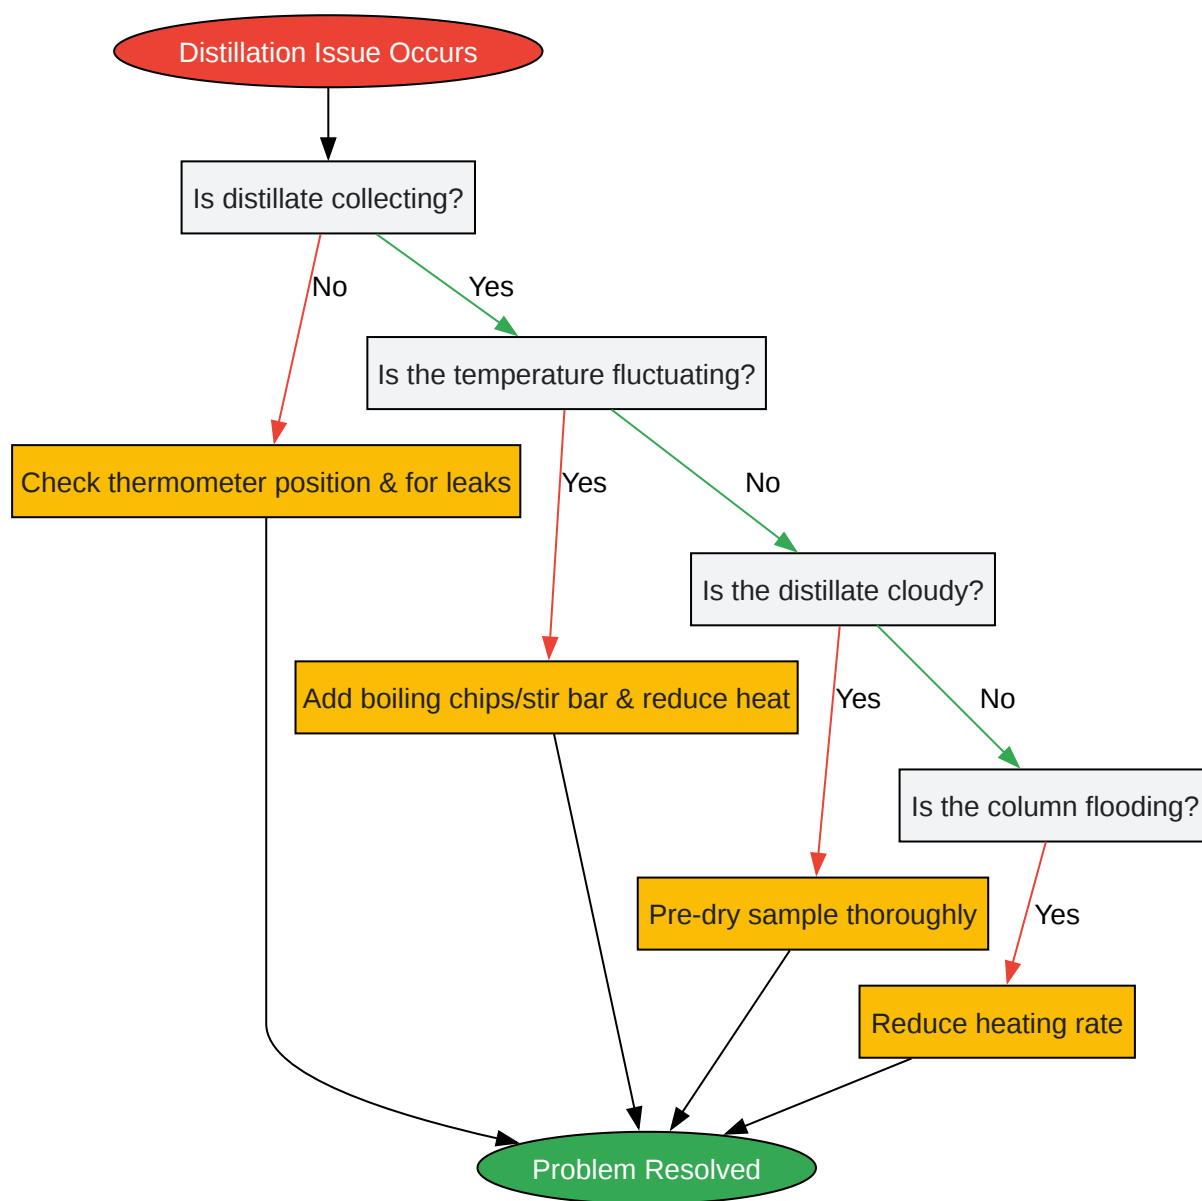 Distillation Issue Occurs
Is distillate collecting?
No
Yes
Is the temperature fluctuating?
Check thermometer position & for leaks
Yes
No
Is the distillate cloudy?
Add boiling chips/stir bar & reduce heat
Yes
No
Is the column flooding?
Pre-dry sample thoroughly
Yes
Reduce heating rate
Problem Resolved